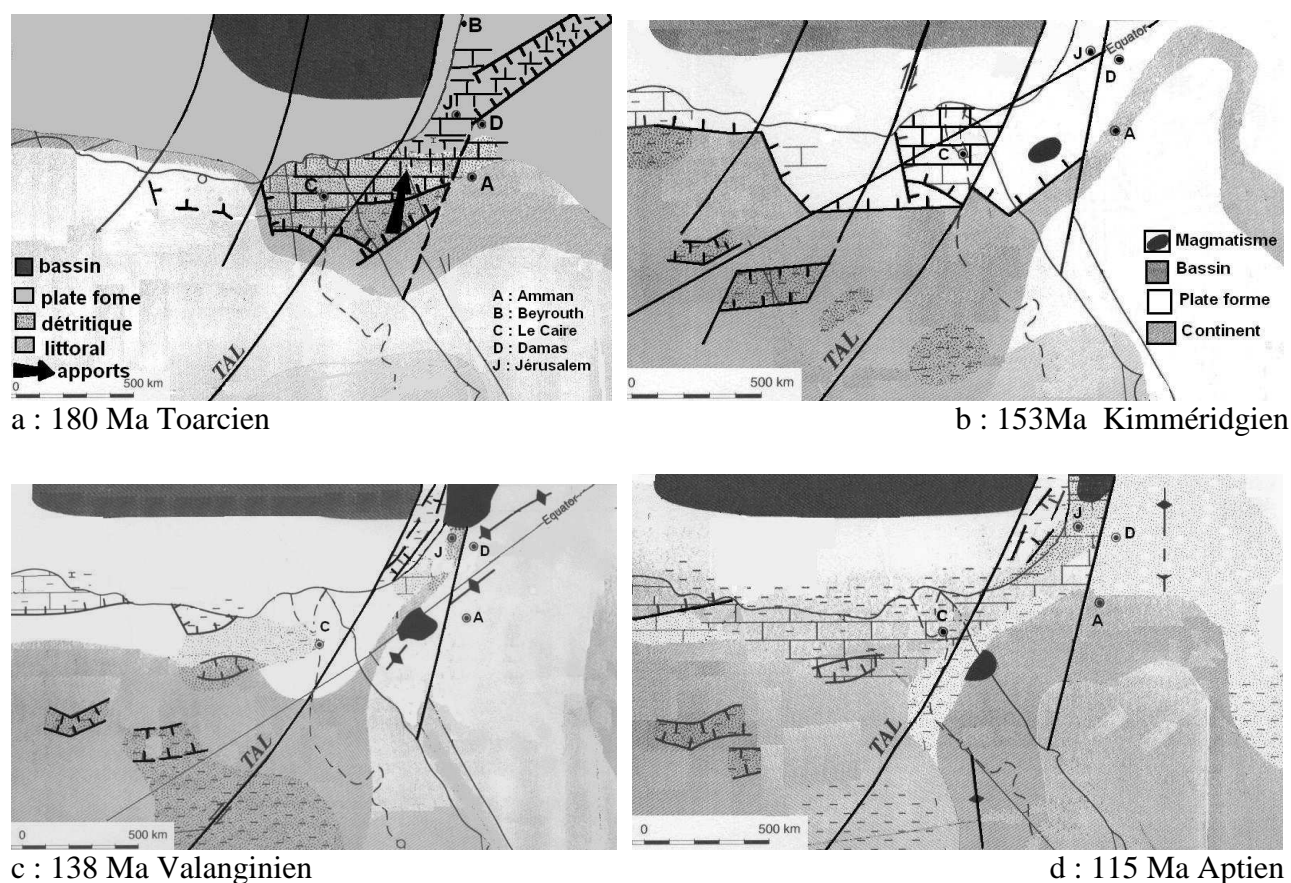 B
J
D
A
C
TAL
bassin
plate fome
détritique
littoral
apports
0 500 km
A : Amman
B : Beyrouth
C : Le Caire
D : Damas
J : Jérusalem
a : 180 Ma Toarcien
J
Equator
D
A
C
TAL
Magmatisme
Bassin
Plate forme
Continent
0 500 km
b : 153Ma Kimméridgien
J
D
Equator
A
C
TAL
0 500 km
c : 138 Ma Valanginien
J
D
A
C
TAL
0 500 km
d : 115 Ma Aptien